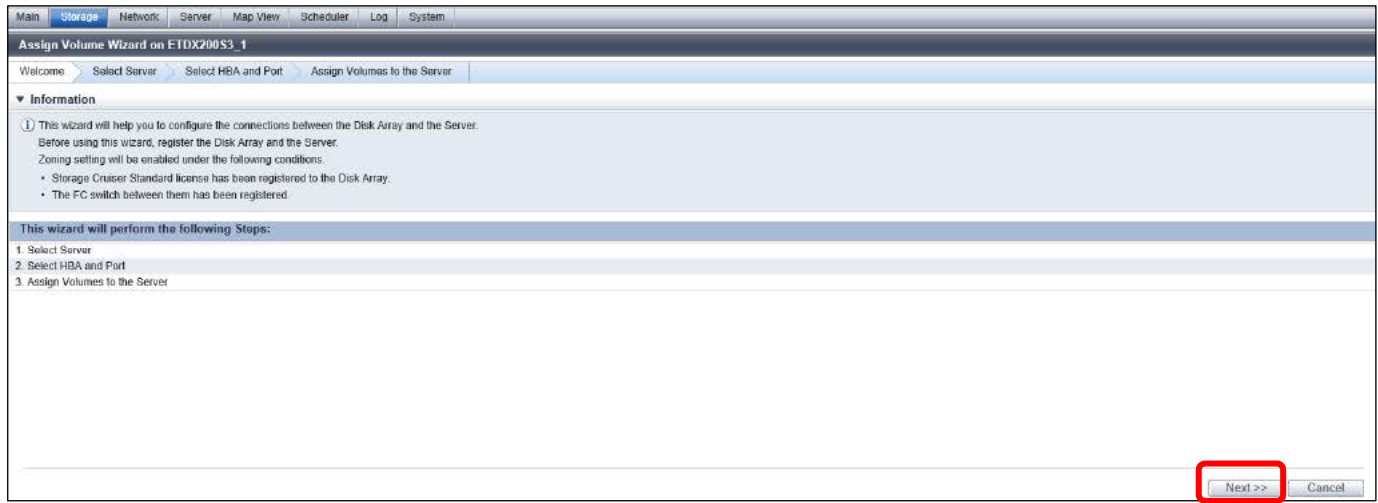 Main Storage Network Server Map View Scheduler Log System
Assign Volume Wizard on ETDX200S3_1
Welcome Select Server Select HBA and Port Assign Volumes to the Server
▼ Information
This wizard will help you to configure the connections between the Disk Array and the Server.
Before using this wizard, register the Disk Array and the Server.
Zoning setting will be enabled under the following conditions.
• Storage Cruiser Standard license has been registered to the Disk Array.
• The FC switch between them has been registered.
This wizard will perform the following Steps:
1. Select Server
2. Select HBA and Port
3. Assign Volumes to the Server
Next >> Cancel